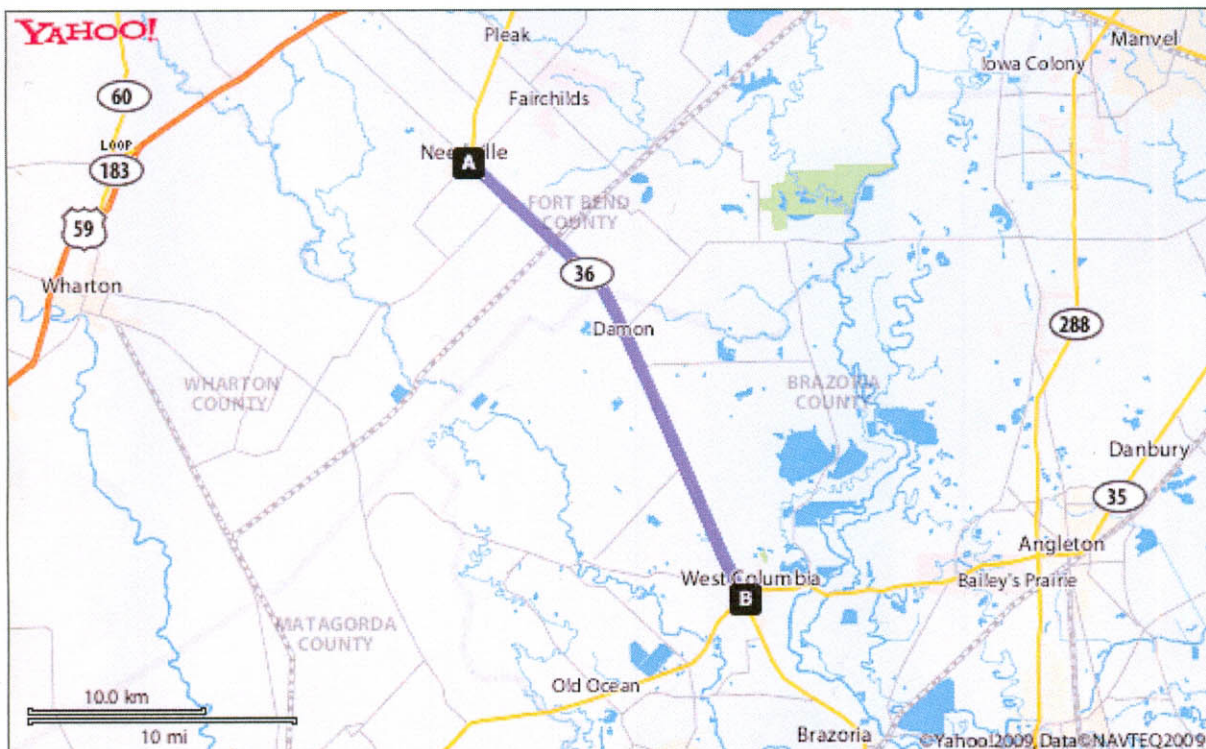 YAHOO!
Pleak
Manvel
Iowa Colony
60
Fairchilds
LOOP
183
Needville
A
59
FORT BEND
COUNTY
36
Wharton
Damon
288
WHARTON
COUNTY
BRAZORIA
COUNTY
Danbury
35
Angleton
West Columbia
Bailey's Prairie
B
MATAGORDA
COUNTY
Old Ocean
10.0 km
10 mi
Brazoria
©Yahoo!2009, Data©NAVTEQ2009